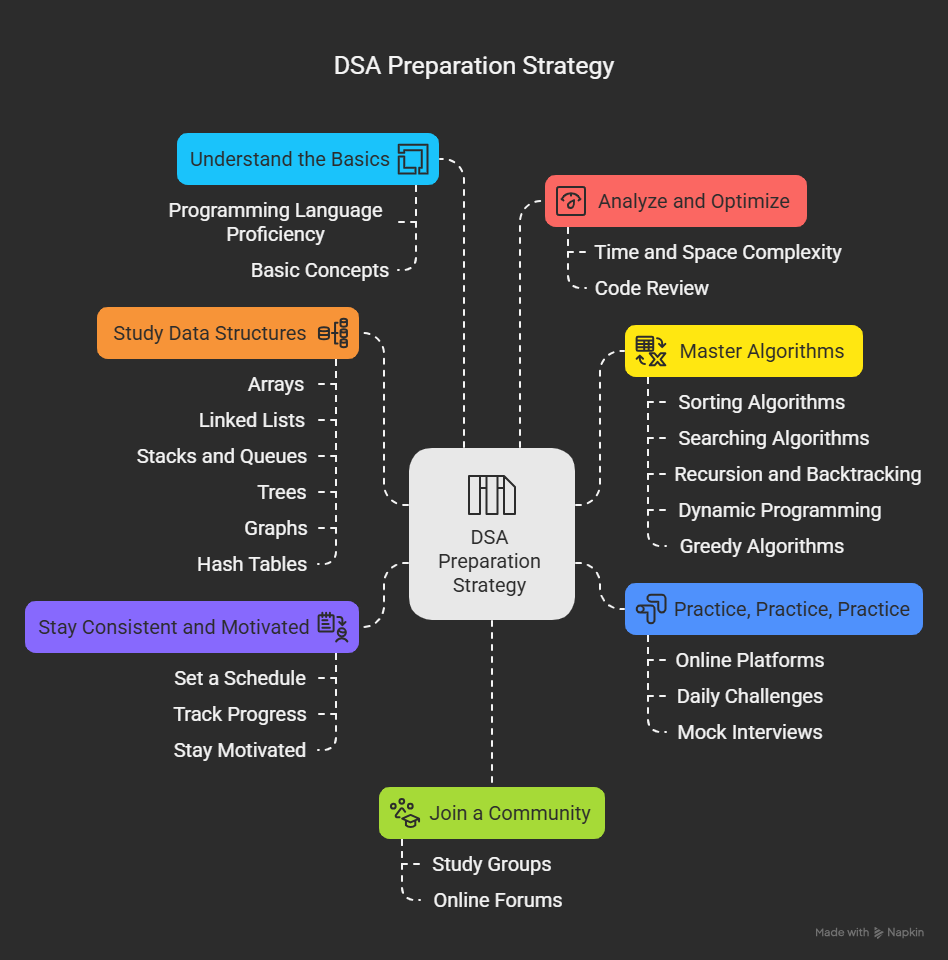 DSA Preparation Strategy
Understand the Basics
Programming Language
Proficiency
Basic Concepts
Analyze and Optimize
Time and Space Complexity
Code Review
Study Data Structures
Arrays
Linked Lists
Stacks and Queues
Trees
Graphs
Hash Tables
Master Algorithms
Sorting Algorithms
Searching Algorithms
Recursion and Backtracking
Dynamic Programming
Greedy Algorithms
DSA
Preparation
Strategy
Stay Consistent and Motivated
Set a Schedule
Track Progress
Stay Motivated
Practice, Practice, Practice
Online Platforms
Daily Challenges
Mock Interviews
Join a Community
Study Groups
Online Forums
Made with Napkin